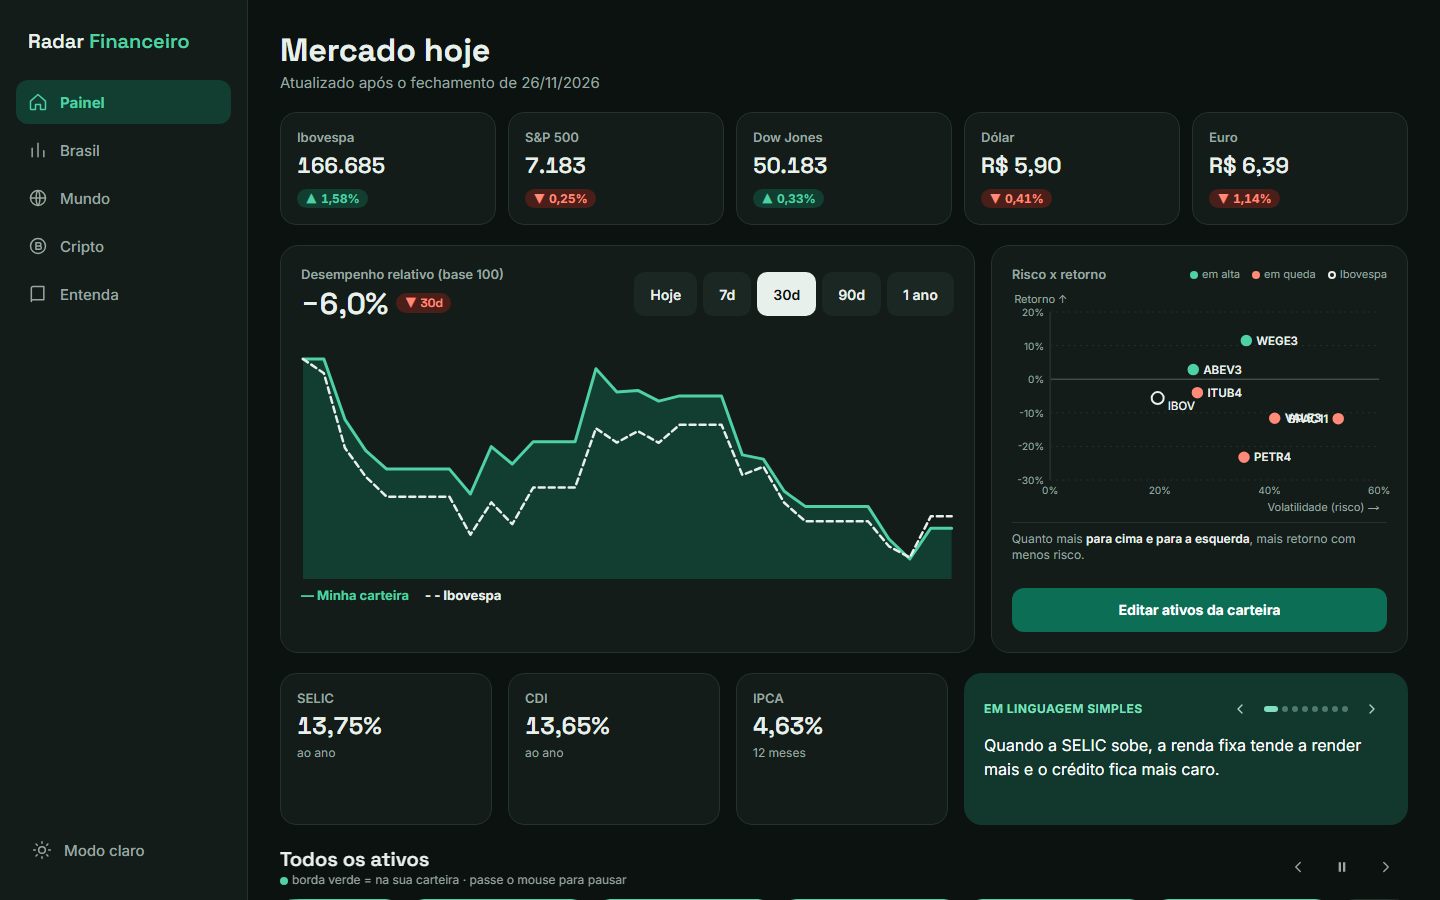 Radar Financeiro
Painel
Brasil
Mundo
Cripto
Entenda
Modo claro
Mercado hoje
Atualizado após o fechamento de 26/11/2026
Ibovespa
166.685
▲ 1,58%
S&P 500
7.183
▼ 0,25%
Dow Jones
50.183
▲ 0,33%
Dólar
R$ 5,90
▼ 0,41%
Euro
R$ 6,39
▼ 1,14%
Desempenho relativo (base 100)
−6,0% ▼ 30d
Hoje 7d 30d 90d 1 ano
— Minha carteira - - Ibovespa
Risco x retorno
em alta em queda Ibovespa
Retorno ↑
20%
10%
0%
-10%
-20%
-30%
WEGE3
ABEV3
ITUB4
IBOV
PETR4
0% 20% 40% 60%
Volatilidade (risco) →
Quanto mais para cima e para a esquerda, mais retorno com
menos risco.
Editar ativos da carteira
SELIC
13,75%
ao ano
CDI
13,65%
ao ano
IPCA
4,63%
12 meses
EM LINGUAGEM SIMPLES
Quando a SELIC sobe, a renda fixa tende a render
mais e o crédito fica mais caro.
Todos os ativos
borda verde = na sua carteira · passe o mouse para pausar